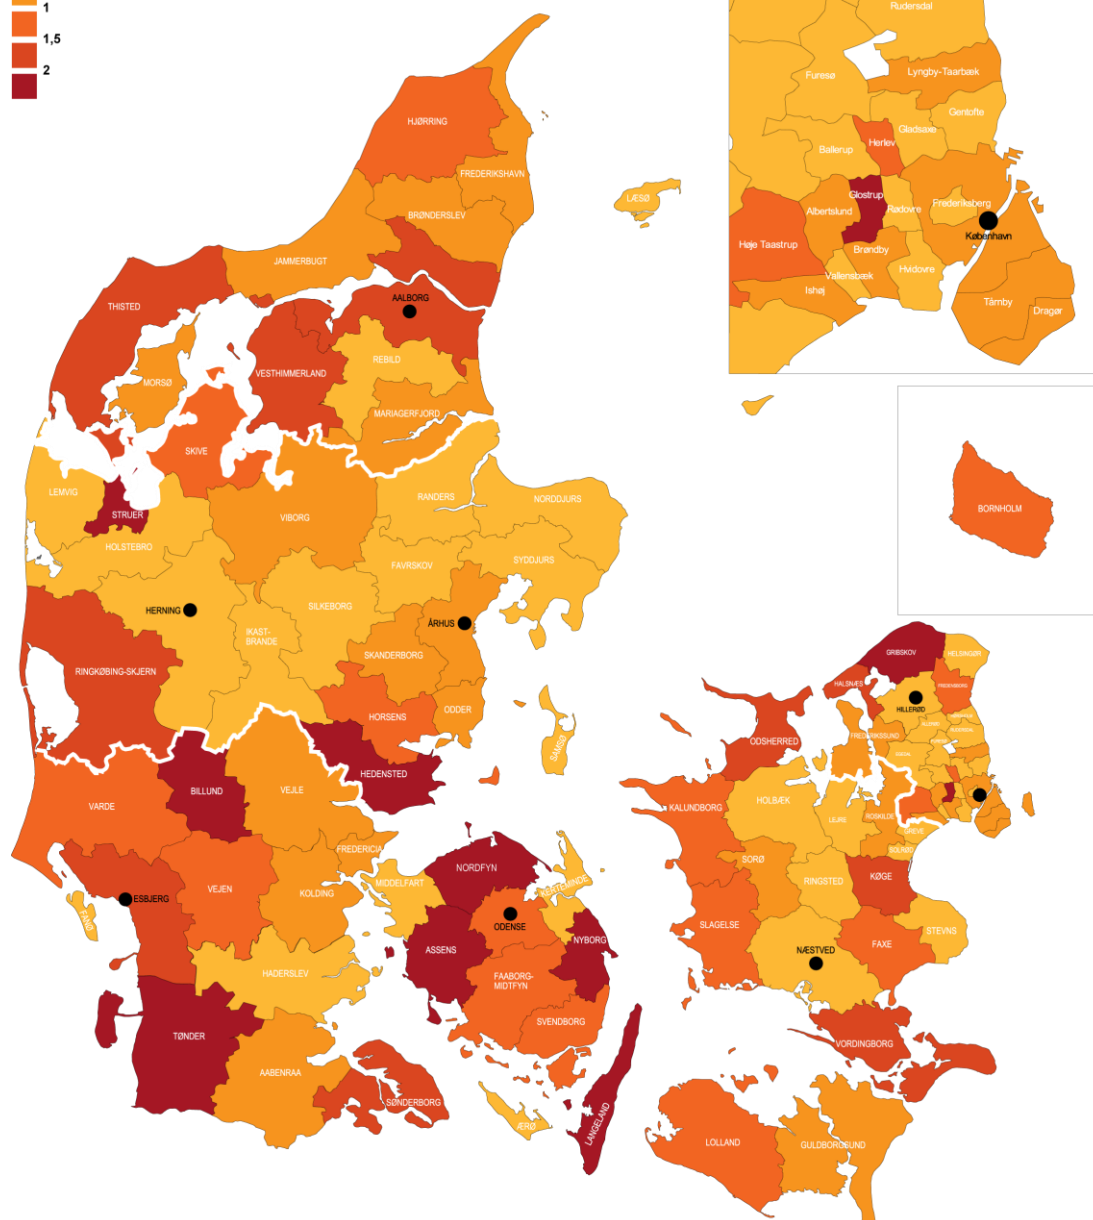 1
1,5
2
Rudersdal
Furesø
Lyngby-Taarbæk
Gentofte
Gladsaxe
Herlev
Ballerup
Glostrup
Albertslund
Rødovre
Frederiksberg
København
Høje Taastrup
Brøndby
Vallensbæk
Hvidovre
Ishøj
Tårnby
Dragør
HJØRRING
FREDERIKSHAVN
LÆSØ
BRØNDERSLEV
JAMMERBUGT
THISTED
AALBORG
REBILD
VESTHIMMERLAND
MORSØ
MARIAGERFJORD
SKIVE
LEMVIG
STRUER
RANDERS
NORDDJURS
VIBORG
HOLSTEBRO
FAVRSKOV
SYDDJURS
BORNHOLM
HERNING
SILKEBORG
IKAST-
BRANDE
ÅRHUS
SKANDERBORG
RINGKØBING-SKJERN
HORSENS
ODDER
SAMSØ
HEDENSTED
BILLUND
VEJLE
VARDE
FREDERICIA
KOLDING
VEJEN
ESBJERG
FANØ
HADERSLEV
TØNDER
AABENRAA
SØNDERBORG
MIDDELFART
NORDFYN
KERTEMINDE
ODENSE
ASSENS
NYBORG
FAABORG-
MIDTFYN
SVENDBORG
ÆRØ
LANGELAND
GRIBSKOV
HELSINGØR
HALSNÆS
FREDENSBORG
HILLERØD
FREDERIKSSUND
ODSHERRED
KALUNDBORG
HOLBÆK
LEJRE
ROSKILDE
GREVE
SOLRØD
SORØ
RINGSTED
KØGE
SLAGELSE
STEVNS
FAXE
NÆSTVED
VORDINGBORG
LOLLAND
GULDBORGSUND